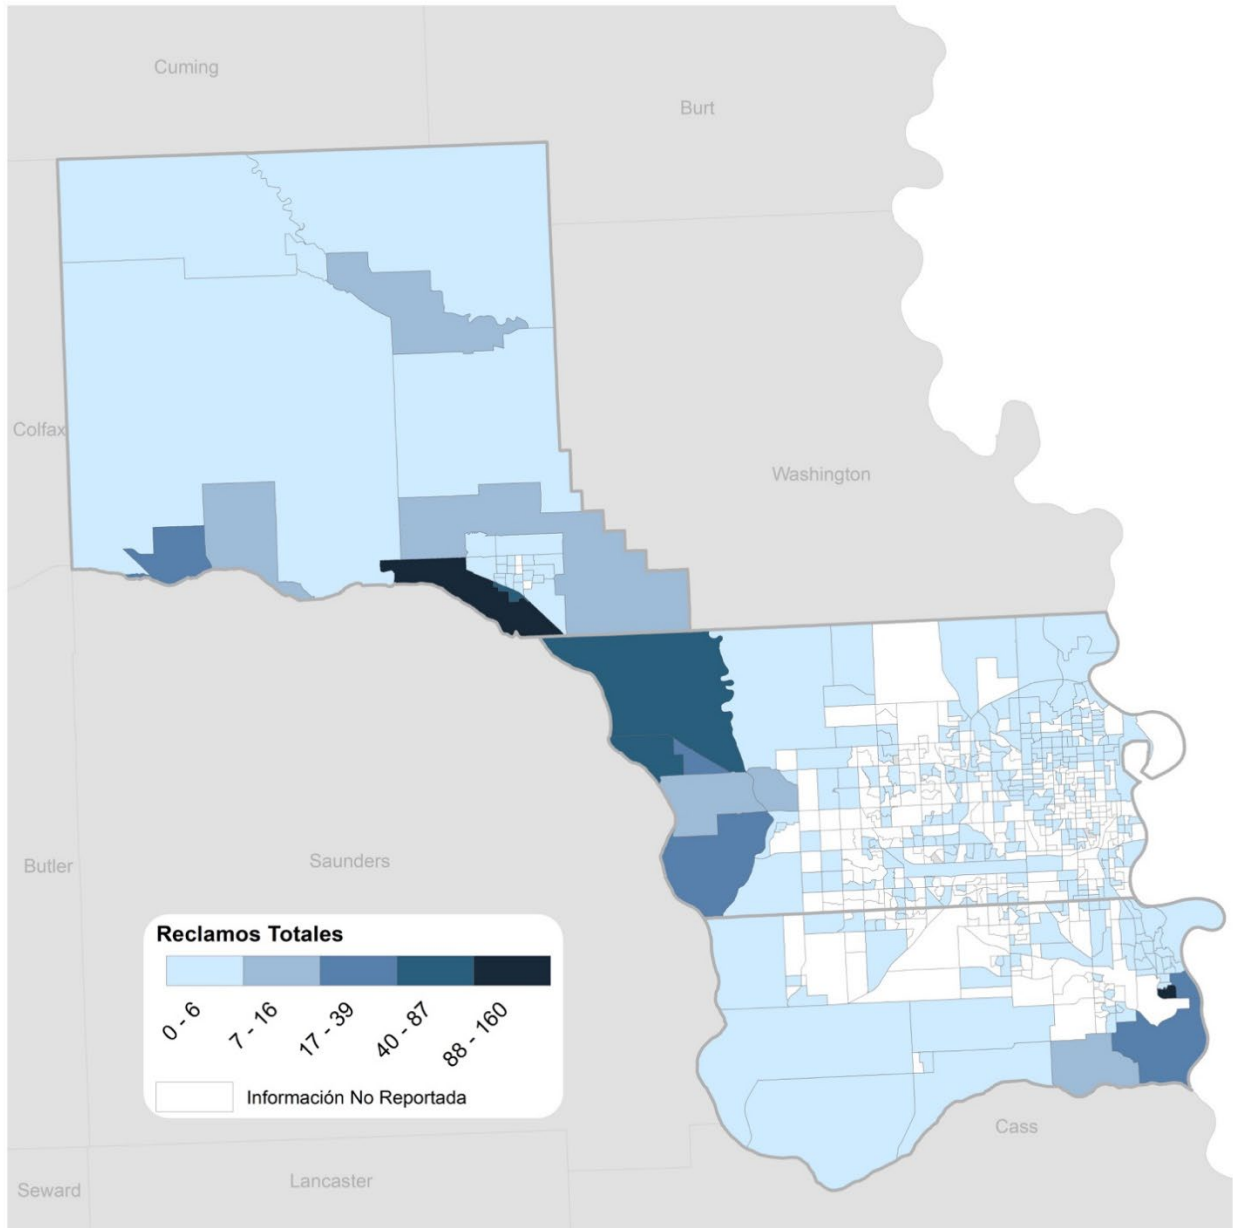 Cuming
Burt
Colfax
Washington
Butler
Saunders
Reclamos Totales
0 - 6
7 - 16
17 - 39
40 - 87
88 - 160
Información No Reportada
Cass
Seward
Lancaster